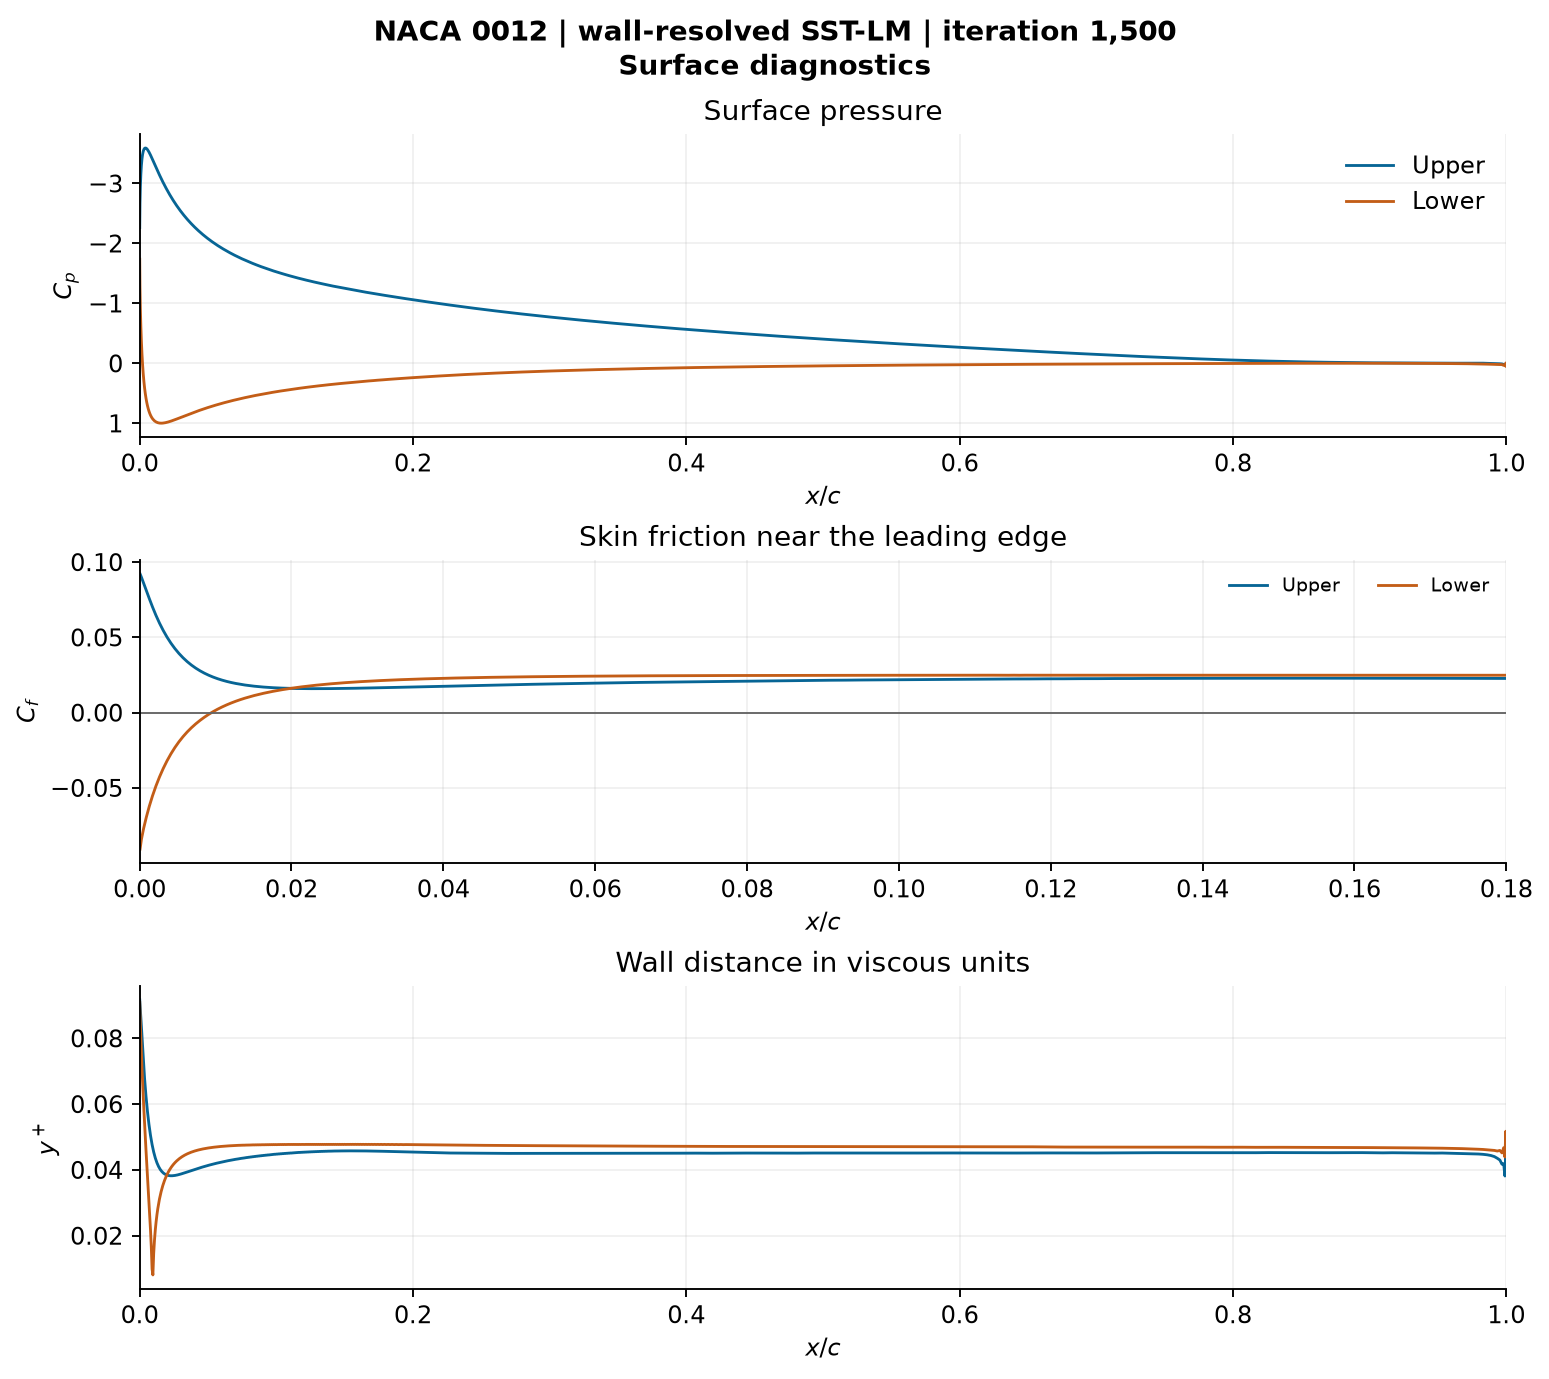 NACA 0012 | wall-resolved SST-LM | iteration 1,500
Surface diagnostics
Surface pressure
Upper
Lower
−3
−2
−1
0
1
Cp
0.0 0.2 0.4 0.6 0.8 1.0
x/c
Skin friction near the leading edge
Upper Lower
0.10
0.05
0.00
−0.05
Cf
0.00 0.02 0.04 0.06 0.08 0.10 0.12 0.14 0.16 0.18
x/c
Wall distance in viscous units
0.08
0.06
0.04
0.02
y+
0.0 0.2 0.4 0.6 0.8 1.0
x/c